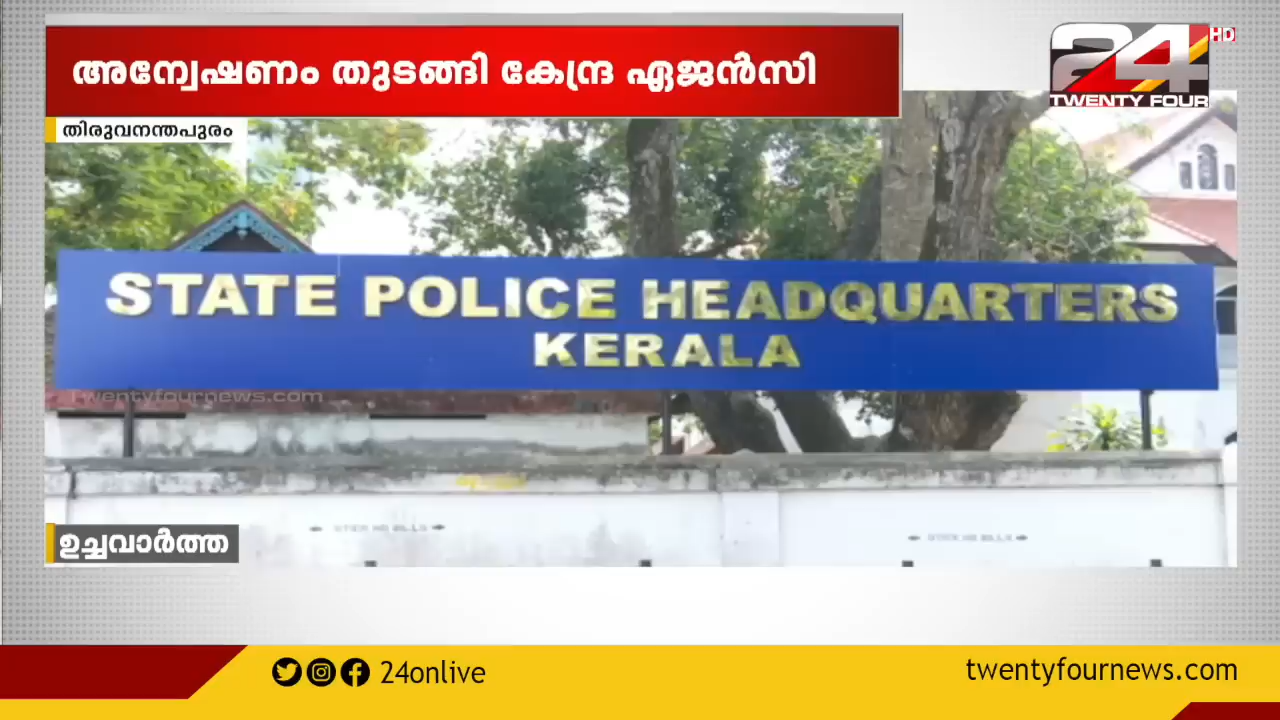 അന്വേഷണം തുടങ്ങി കേന്ദ്ര ഏജൻസി
24 HD
TWENTY FOUR
തിരുവനന്തപുരം
STATE POLICE HEADQUARTERS
KERALA
Twentyfournews.com
ഉച്ചവാർത്ത
24onlive
twentyfournews.com